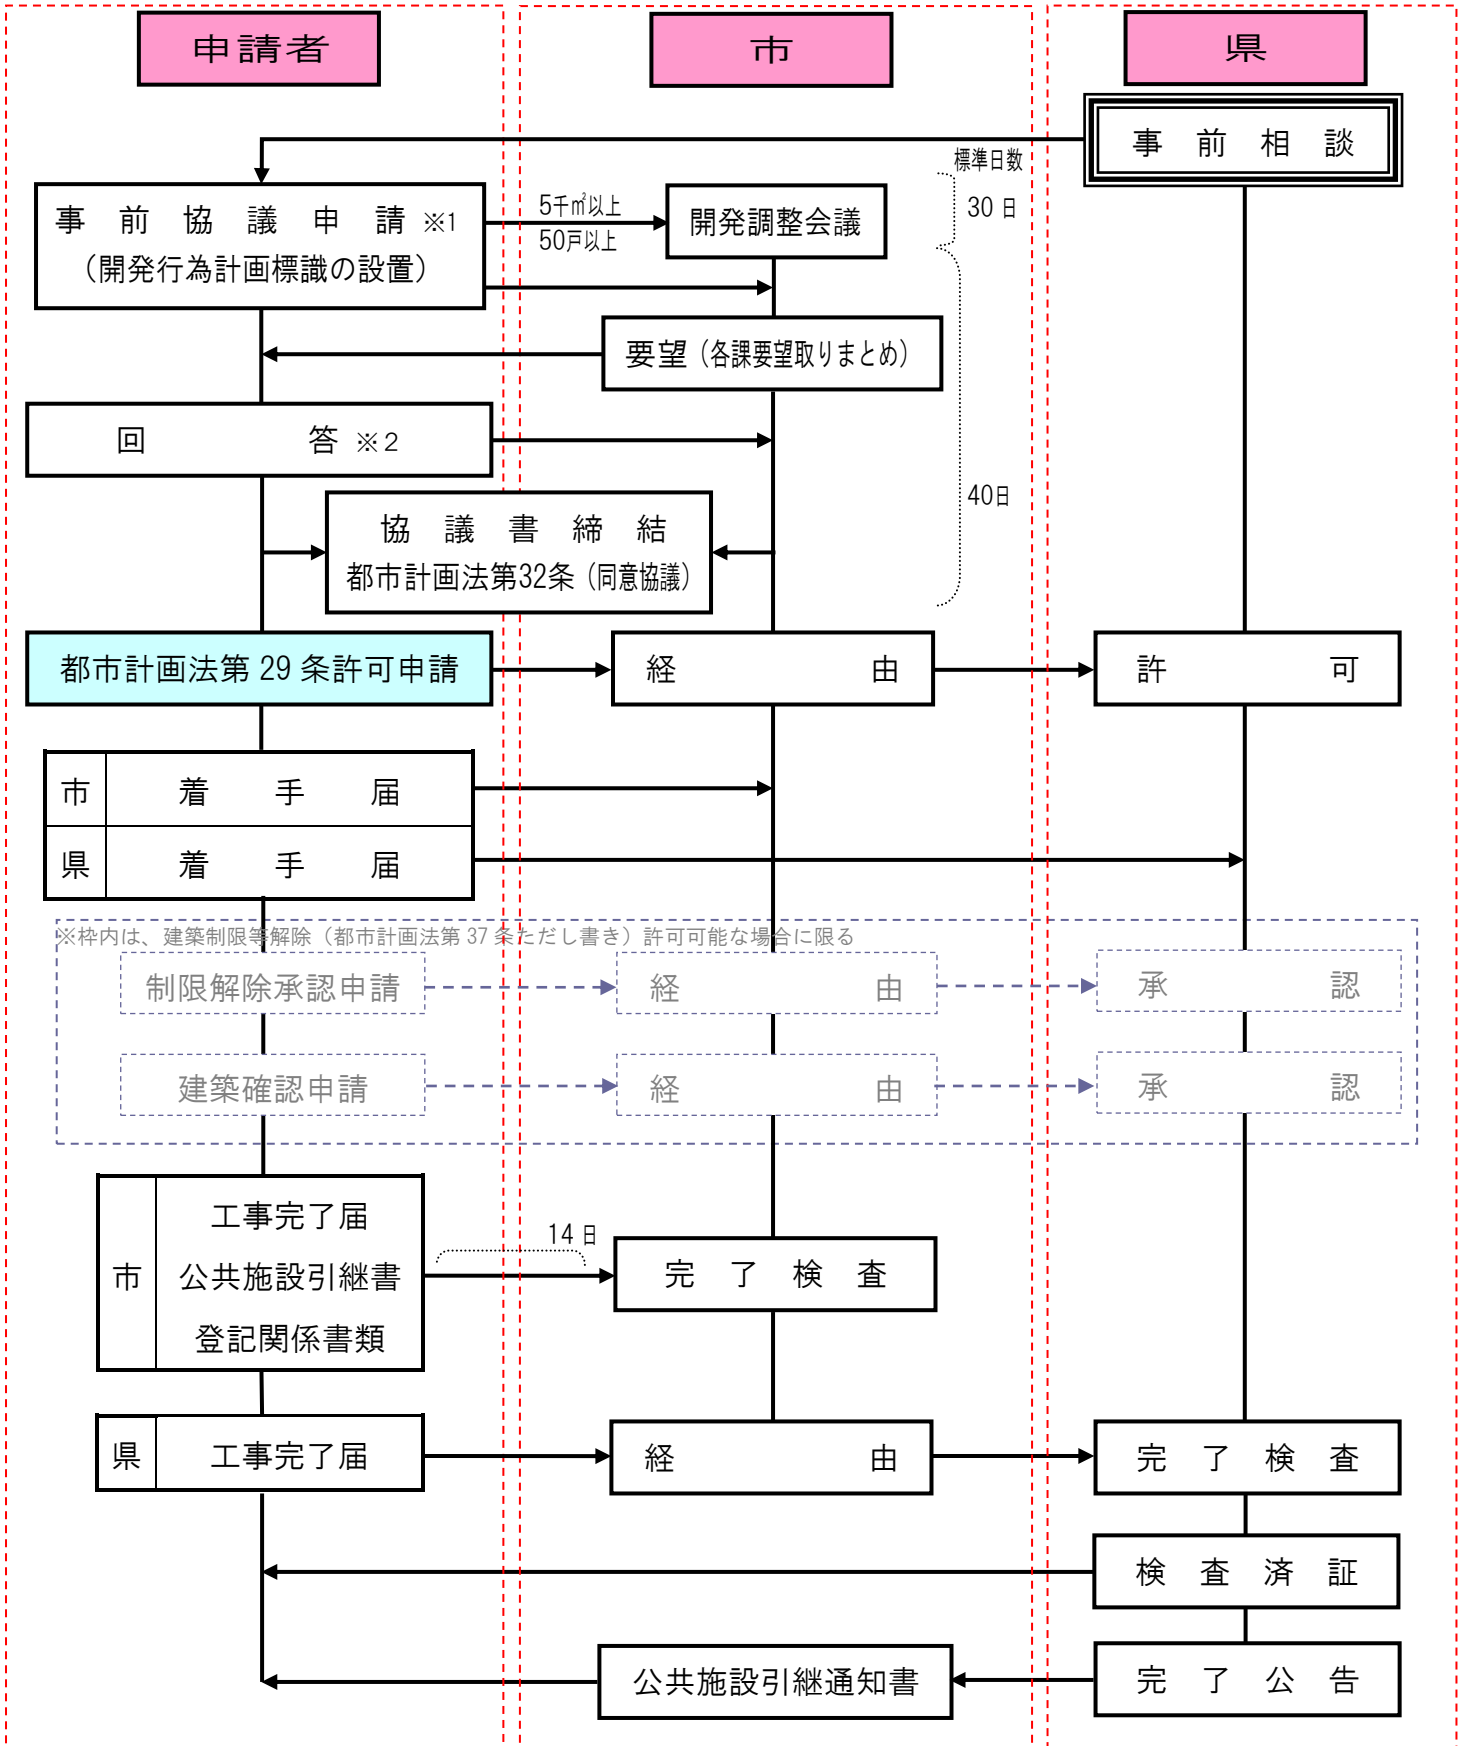 申請者
市
県
事前相談
標準日数
事前協議申請 ※1
(開発行為計画標識の設置)
5千㎡以上
50戸以上
開発調整会議
30日
要望(各課要望取りまとめ)
回答 ※2
40日
協議書締結
都市計画法第32条(同意協議)
都市計画法第29条許可申請
経由
許可
市 着手届
県 着手届
※枠内は、建築制限等解除(都市計画法第37条ただし書き)許可可能な場合に限る
制限解除承認申請
経由
承認
建築確認申請
経由
承認
市
工事完了届
公共施設引継書
登記関係書類
14日
完了検査
県 工事完了届
経由
完了検査
検査済証
公共施設引継通知書
完了公告